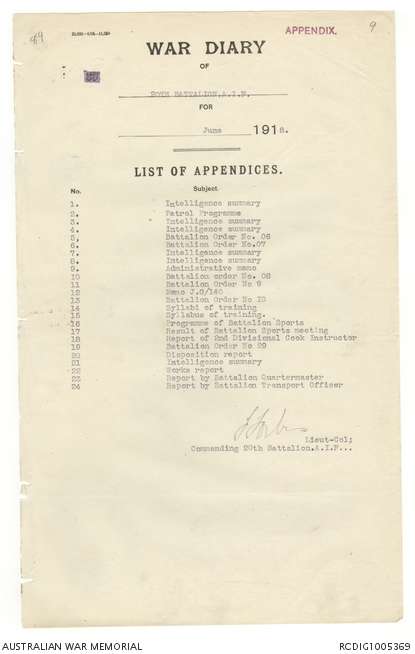 APPENDIX.
9
WAR DIARY
OF
20th BATTALION.A.I.F.
FOR
June 1918.
LIST OF APPENDICES.
No. Subject.
1. Intelligence summary
2. Patrol Programme
3. Intelligence summary
4. Intelligence summary
5. Battalion Order No. 06
6. Battalion Order No.07
7. Intelligence summary
8. Intelligence summary
9. Administrative memo
10 Battalion order No. 08
11 Battalion Order No 9
12 Memo J.S/140
13 Battalion Order No 10
14 Syllabi of training
15 Syllabus of training.
16 Programme of Battalion Sports
17 Result of Battalion Sports meeting
18 Report of 2nd Divisional Cook Instructor
19 Battalion Order No 29
20 Disposition report
21 Intelligence summary
22 Works report
23 Report by Battalion Quartermaster
24 Report by Battalion Transport Officer
Lieut-Col;
Commanding 20th Battalion.A.I.F...
AUSTRALIAN WAR MEMORIAL
RCDIG1005369